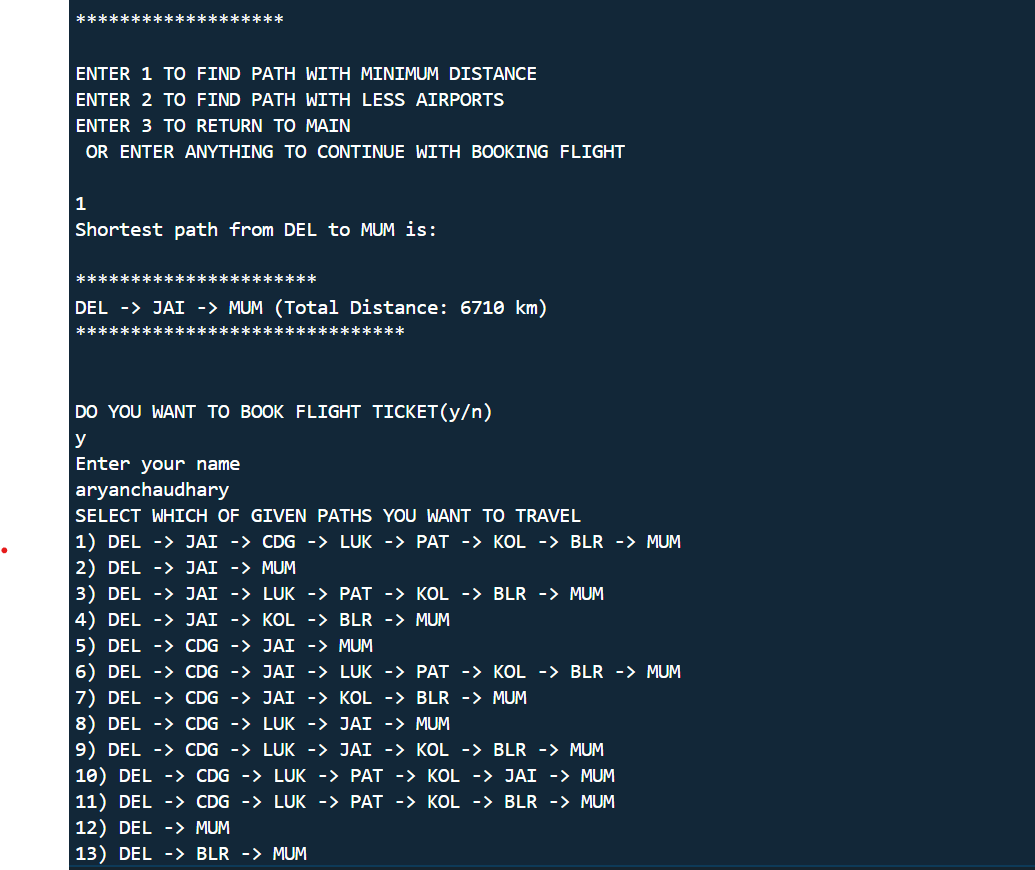 *******************
ENTER 1 TO FIND PATH WITH MINIMUM DISTANCE
ENTER 2 TO FIND PATH WITH LESS AIRPORTS
ENTER 3 TO RETURN TO MAIN
 OR ENTER ANYTHING TO CONTINUE WITH BOOKING FLIGHT
1
Shortest path from DEL to MUM is:
**********************
DEL -> JAI -> MUM (Total Distance: 6710 km)
******************************
DO YOU WANT TO BOOK FLIGHT TICKET(y/n)
y
Enter your name
aryanchaudhary
SELECT WHICH OF GIVEN PATHS YOU WANT TO TRAVEL
1) DEL -> JAI -> CDG -> LUK -> PAT -> KOL -> BLR -> MUM
2) DEL -> JAI -> MUM
3) DEL -> JAI -> LUK -> PAT -> KOL -> BLR -> MUM
4) DEL -> JAI -> KOL -> BLR -> MUM
5) DEL -> CDG -> JAI -> MUM
6) DEL -> CDG -> JAI -> LUK -> PAT -> KOL -> BLR -> MUM
7) DEL -> CDG -> JAI -> KOL -> BLR -> MUM
8) DEL -> CDG -> LUK -> JAI -> MUM
9) DEL -> CDG -> LUK -> JAI -> KOL -> BLR -> MUM
10) DEL -> CDG -> LUK -> PAT -> KOL -> JAI -> MUM
11) DEL -> CDG -> LUK -> PAT -> KOL -> BLR -> MUM
12) DEL -> MUM
13) DEL -> BLR -> MUM